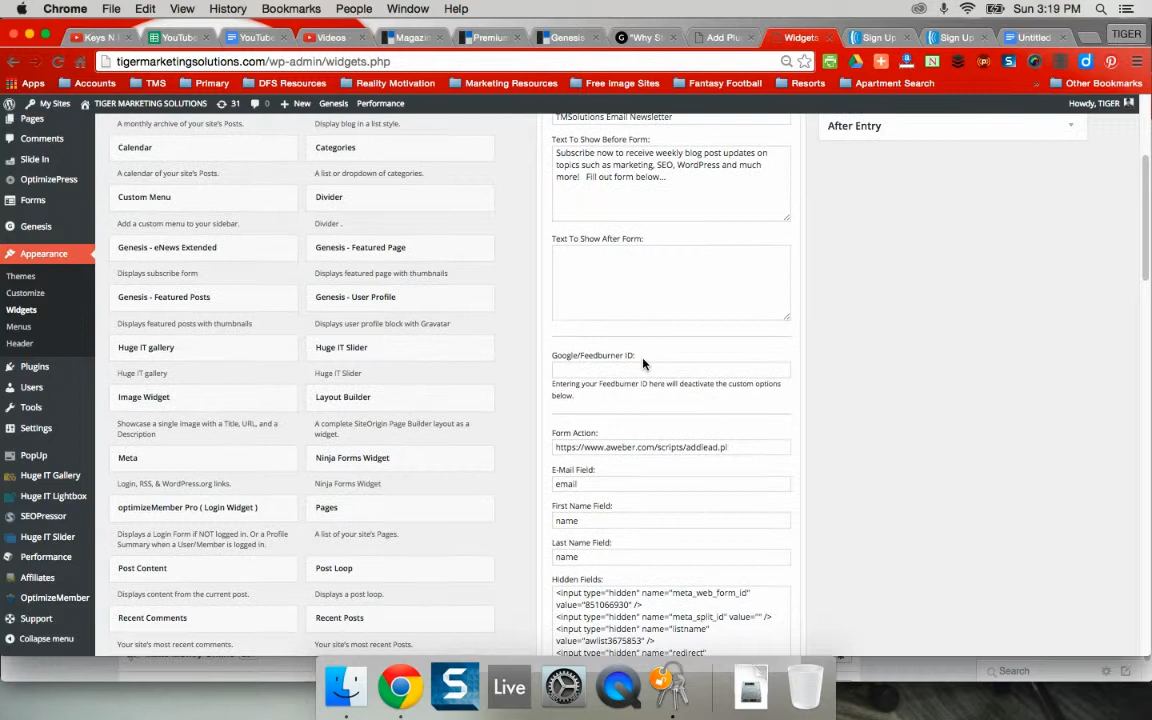 Chrome File Edit View History Bookmarks People Window Help Sun 3:19 PM
Keys N YouTube YouTub Videos Magazin Premiu Genesis "Why S Add Plu Widgets Sign Up Sign Up Untitled TIGER
tigermarketingsolutions.com/wp-admin/widgets.php
Apps Accounts TMS Primary DFS Resources Reality Motivation Marketing Resources Free Image Sites Fantasy Football Resorts Apartment Search Other Bookmarks
My Sites TIGER MARKETING SOLUTIONS 31 0 New Genesis Performance Howdy, TIGER
Pages
Comments
Slide In
OptimizePress
Forms
Genesis
Appearance
Themes
Customize
Widgets
Menus
Header
Plugins
Users
Tools
Settings
PopUp
Huge IT Gallery
Huge IT Lightbox
SEOPressor
Huge IT Slider
Performance
Affiliates
OptimizeMember
Support
Collapse menu
A monthly archive of your site's Posts. Display blog in a list style.
Calendar Categories
A calendar of your site's Posts. A list or dropdown of categories.
Custom Menu Divider
Add a custom menu to your sidebar. Divider .
Genesis - eNews Extended Genesis - Featured Page
Displays subscribe form Displays featured page with thumbnails
Genesis - Featured Posts Genesis - User Profile
Displays featured posts with thumbnails Displays user profile block with Gravatar
Huge IT gallery Huge IT Slider
Huge IT gallery Huge IT Slider
Image Widget Layout Builder
Showcase a single image with a Title, URL, and a
Description
A complete SiteOrigin Page Builder layout as a
widget.
Meta Ninja Forms Widget
Login, RSS, & WordPress.org links. Ninja Forms Widget
optimizeMember Pro ( Login Widget ) Pages
Displays a Login Form if NOT logged in. Or a Profile
Summary when a User/Member is logged in.
A list of your site's Pages.
Post Content Post Loop
Displays content from the current post. Displays a post loop.
Recent Comments Recent Posts
Your site's most recent comments. Your site's most recent Posts.
TMSolutions Email Newsletter
Text To Show Before Form:
Subscribe now to receive weekly blog post updates on
topics such as marketing, SEO, WordPress and much
more! Fill out form below...
Text To Show After Form:
Google/Feedburner ID:
Entering your Feedburner ID here will deactivate the custom options
below.
Form Action:
https://www.aweber.com/scripts/addlead.pl
E-Mail Field:
email
First Name Field:
name
Last Name Field:
name
Hidden Fields:
<input type="hidden" name="meta_web_form_id"
value="851066930" />
<input type="hidden" name="meta_split_id" value="" />
<input type="hidden" name="listname"
value="awlist3675853" />
<input type="hidden" name="redirect"
After Entry
Search
Live